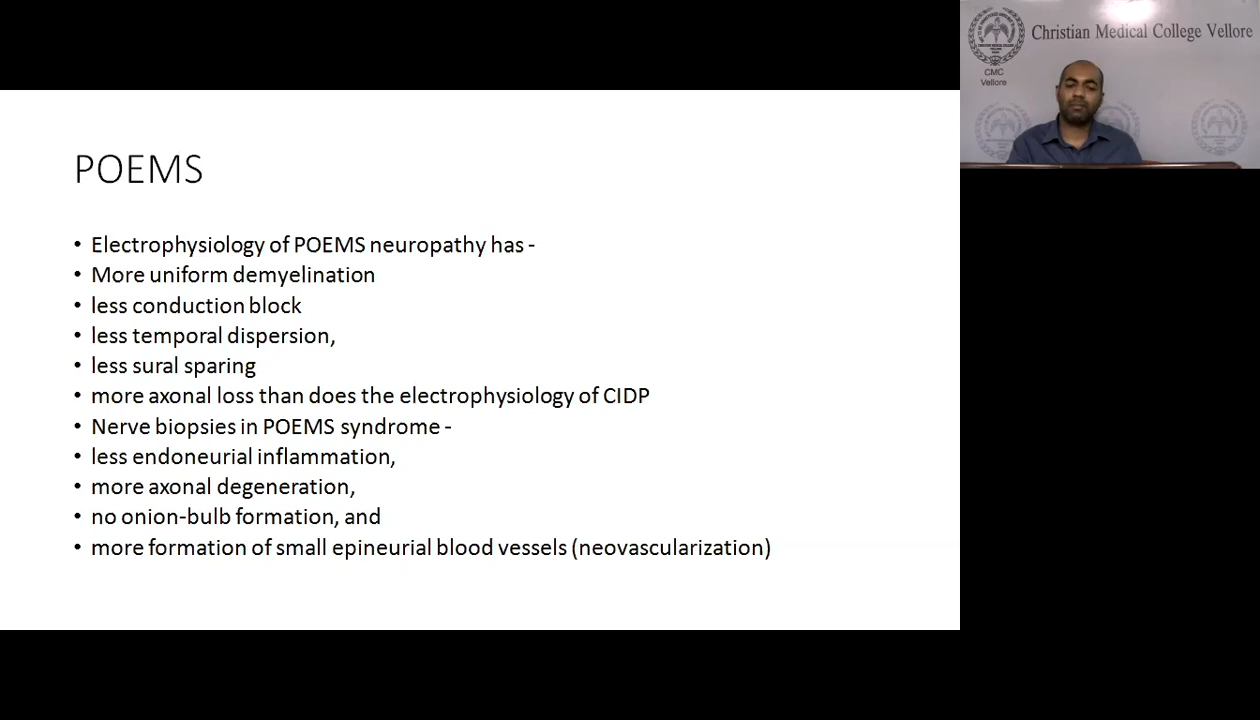 POEMS
• Electrophysiology of POEMS neuropathy has -
• More uniform demyelination
• less conduction block
• less temporal dispersion,
• less sural sparing
• more axonal loss than does the electrophysiology of CIDP
• Nerve biopsies in POEMS syndrome -
• less endoneurial inflammation,
• more axonal degeneration,
• no onion-bulb formation, and
• more formation of small epineurial blood vessels (neovascularization)
Christian Medical College Vellore
CMC
Vellore